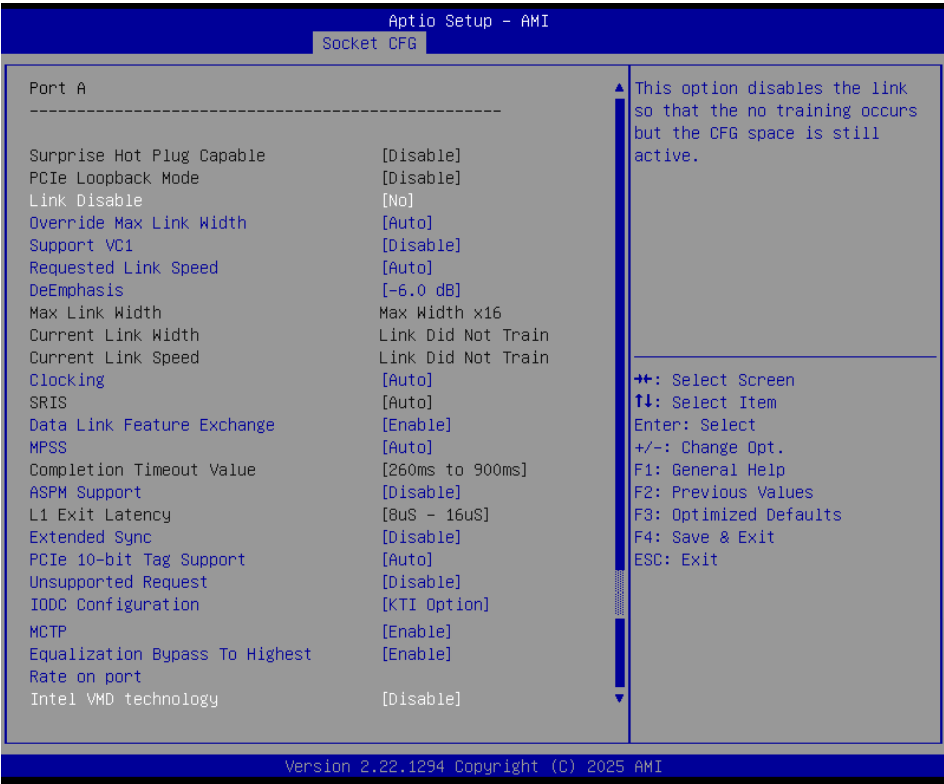 Aptio Setup – AMI
Socket CFG
Port A
------------------------------------------------------------
Surprise Hot Plug Capable [Disable]
PCIe Loopback Mode [Disable]
Link Disable [No]
Override Max Link Width [Auto]
Support VC1 [Disable]
Requested Link Speed [Auto]
DeEmphasis [-6.0 dB]
Max Link Width Max Width x16
Current Link Width Link Did Not Train
Current Link Speed Link Did Not Train
Clocking [Auto]
SRIS [Auto]
Data Link Feature Exchange [Enable]
MPSS [Auto]
Completion Timeout Value [260ms to 900ms]
ASPM Support [Disable]
L1 Exit Latency [8uS - 16uS]
Extended Sync [Disable]
PCIe 10-bit Tag Support [Auto]
Unsupported Request [Disable]
IODC Configuration [KTI Option]
MCTP [Enable]
Equalization Bypass To Highest [Enable]
Rate on port
Intel VMD technology [Disable]
This option disables the link
so that the no training occurs
but the CFG space is still
active.
→←: Select Screen
↑↓: Select Item
Enter: Select
+/-: Change Opt.
F1: General Help
F2: Previous Values
F3: Optimized Defaults
F4: Save & Exit
ESC: Exit
Version 2.22.1294 Copyright (C) 2025 AMI